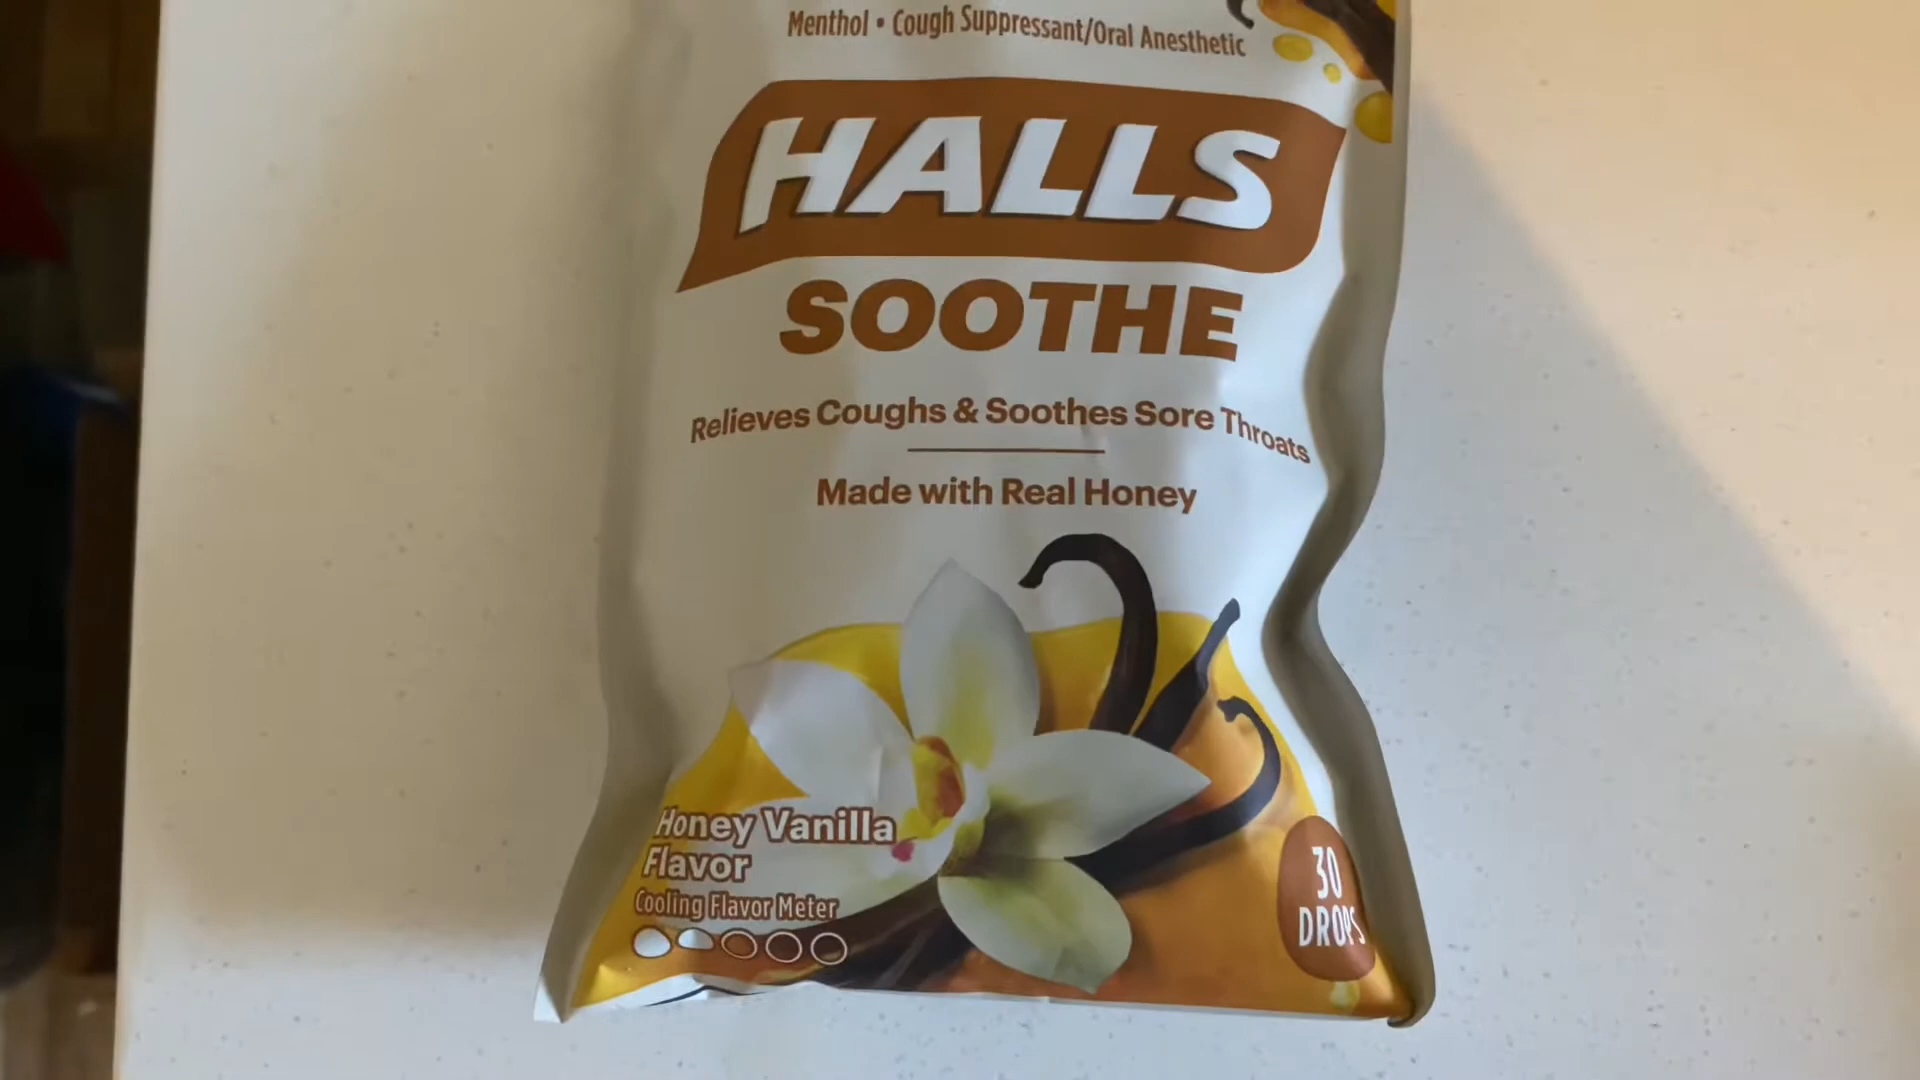 Menthol • Cough Suppressant/Oral Anesthetic
HALLS
SOOTHE
Relieves Coughs & Soothes Sore Throats
Made with Real Honey
Honey Vanilla
Flavor
Cooling Flavor Meter
30
DROPS